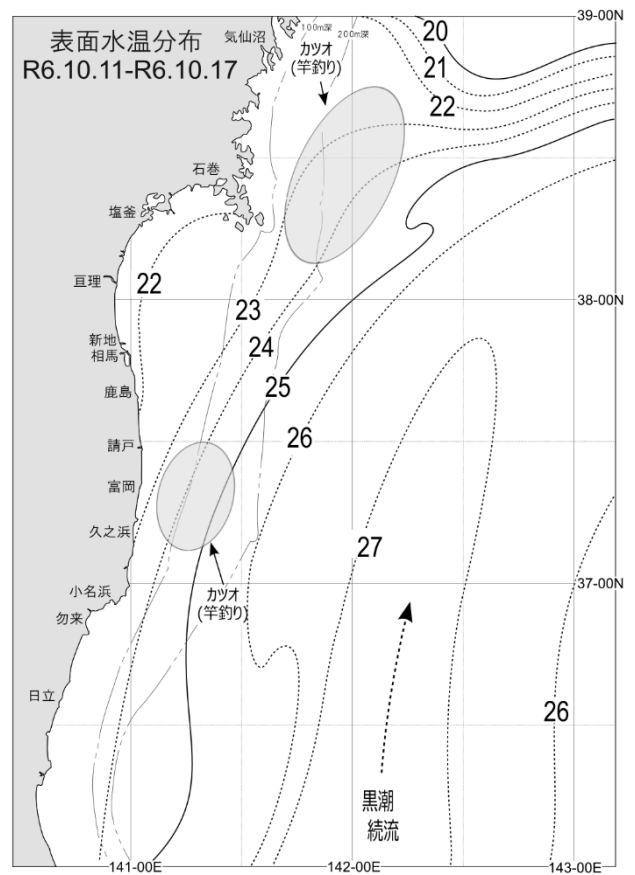 表面水温分布
R6.10.11-R6.10.17
気仙沼
100m深
200m深
カツオ
(竿釣り)
20
21
22
39-00N
石巻
塩釜
亘理
22
23
38-00N
新地
相馬
24
鹿島
25
請戸
26
富岡
久之浜
27
小名浜
カツオ
(竿釣り)
37-00N
勿来
日立
26
黒潮
続流
141-00E
142-00E
143-00E